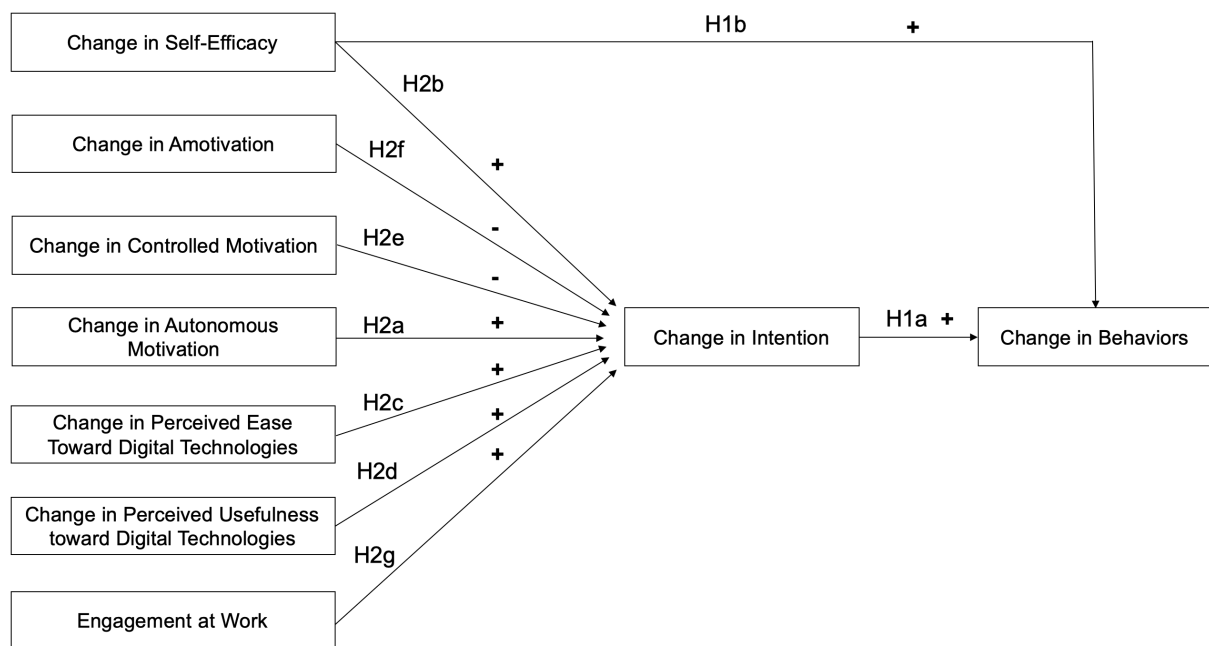 Change in Self-Efficacy
H1b +
H2b
+
Change in Amotivation
H2f
-
Change in Controlled Motivation
H2e
-
Change in Autonomous
Motivation
H2a
+
Change in Intention
H1a +
Change in Behaviors
+
Change in Perceived Ease
Toward Digital Technologies
H2c
+
Change in Perceived Usefulness
toward Digital Technologies
H2d
+
H2g
Engagement at Work